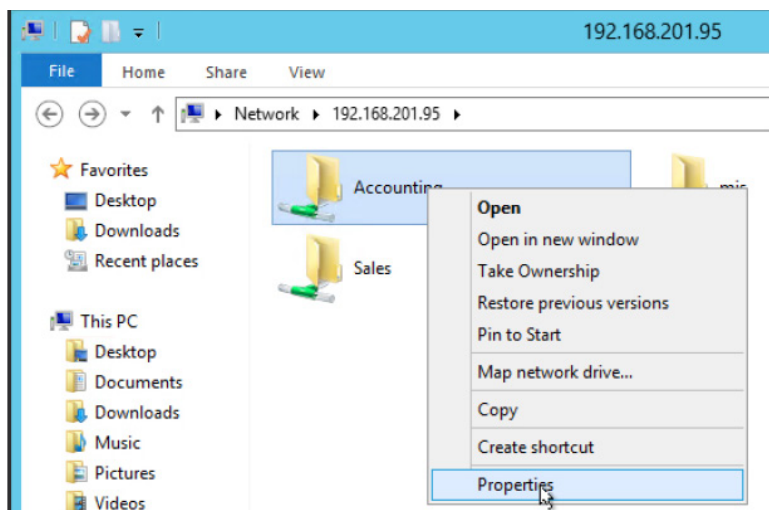 192.168.201.95
File Home Share View
Network 192.168.201.95
Favorites
Desktop
Downloads
Recent places
This PC
Desktop
Documents
Downloads
Music
Pictures
Videos
Accounting
Sales
Open
Open in new window
Take Ownership
Restore previous versions
Pin to Start
Map network drive...
Copy
Create shortcut
Properties